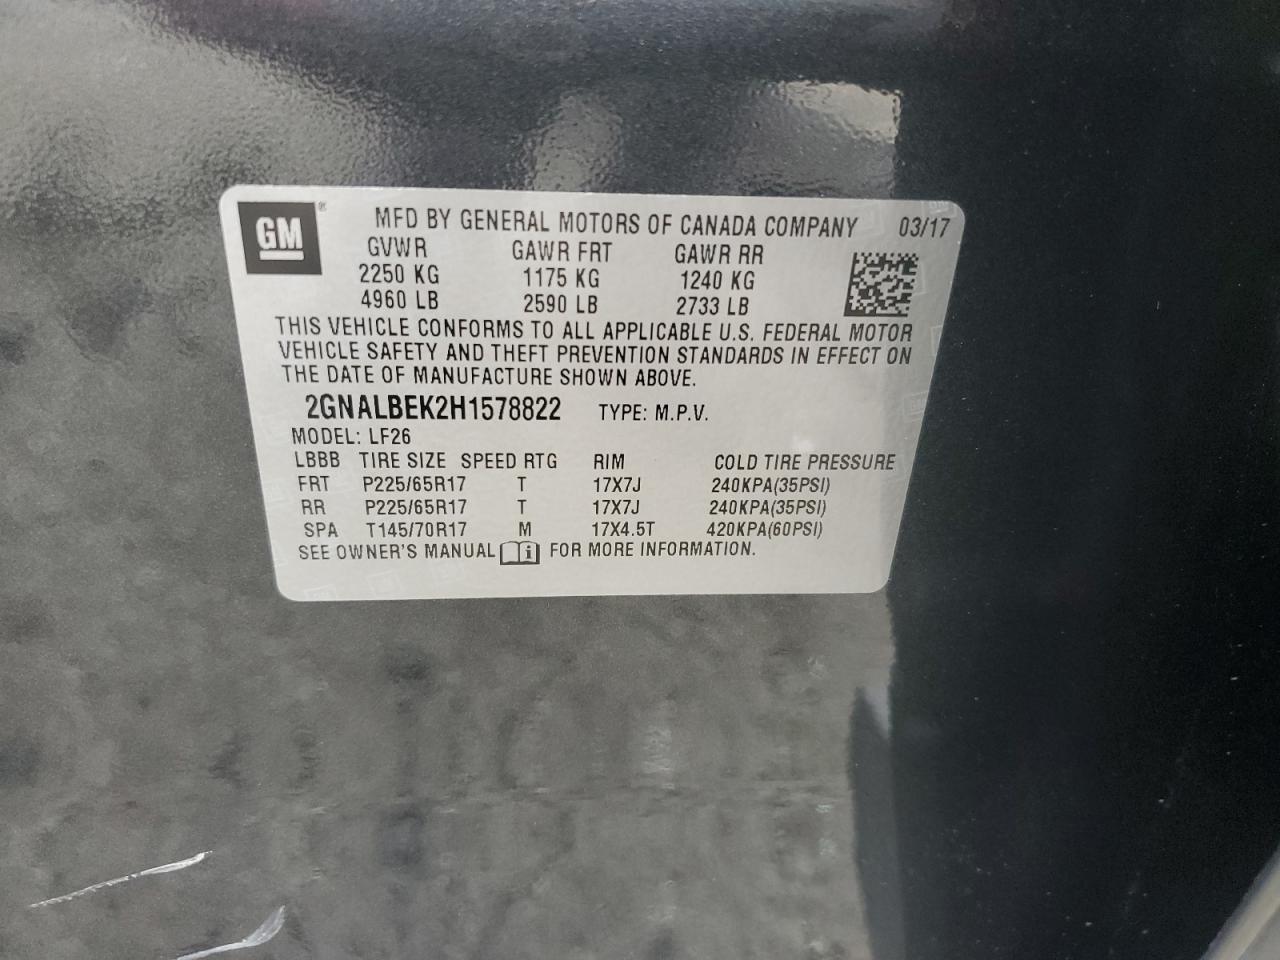 GM ® MFD BY GENERAL MOTORS OF CANADA COMPANY 03/17
GVWR GAWR FRT GAWR RR
2250 KG 1175 KG 1240 KG
4960 LB 2590 LB 2733 LB
THIS VEHICLE CONFORMS TO ALL APPLICABLE U.S. FEDERAL MOTOR
VEHICLE SAFETY AND THEFT PREVENTION STANDARDS IN EFFECT ON
THE DATE OF MANUFACTURE SHOWN ABOVE.
2GNALBEK2H1578822 TYPE: M.P.V.
MODEL: LF26
LBBB TIRE SIZE SPEED RTG RIM COLD TIRE PRESSURE
FRT P225/65R17 T 17X7J 240KPA(35PSI)
RR P225/65R17 T 17X7J 240KPA(35PSI)
SPA T145/70R17 M 17X4.5T 420KPA(60PSI)
SEE OWNER'S MANUAL i FOR MORE INFORMATION.